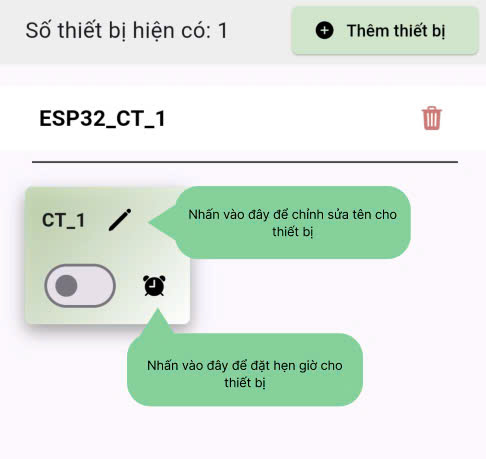 Số thiết bị hiện có: 1
Thêm thiết bị
ESP32_CT_1
CT_1
Nhấn vào đây để chỉnh sửa tên cho
thiết bị
Nhấn vào đây để đặt hẹn giờ cho
thiết bị